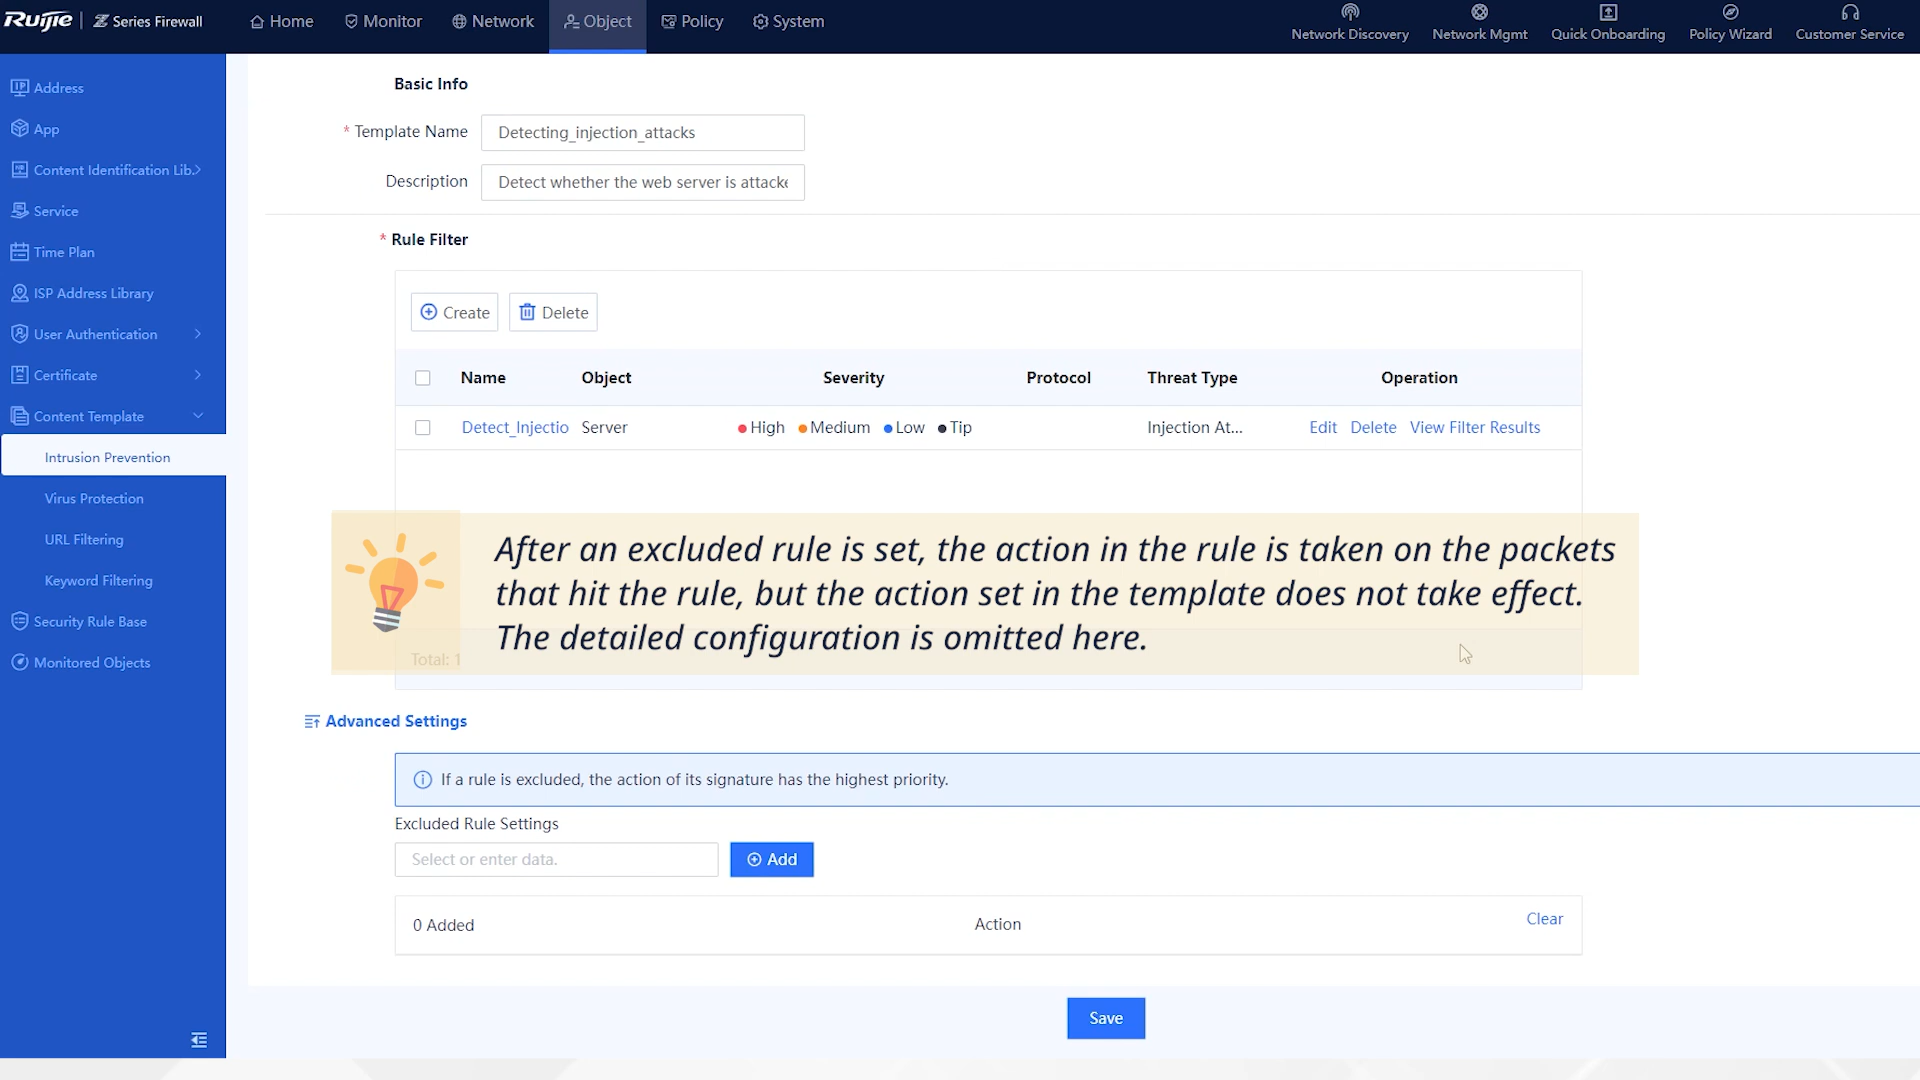 Ruijie | Z Series Firewall
Home Monitor Network Object Policy System
Network Discovery Network Mgmt Quick Onboarding Policy Wizard Customer Service
Address
App
Content Identification Lib.
Service
Time Plan
ISP Address Library
User Authentication
Certificate
Content Template
Intrusion Prevention
Virus Protection
URL Filtering
Keyword Filtering
Security Rule Base
Monitored Objects
Basic Info
* Template Name Detecting_injection_attacks
Description Detect whether the web server is attacke
* Rule Filter
Create Delete
Name Object Severity Protocol Threat Type Operation
Detect_Injectio Server High Medium Low Tip Injection At... Edit Delete View Filter Results
After an excluded rule is set, the action in the rule is taken on the packets
that hit the rule, but the action set in the template does not take effect.
The detailed configuration is omitted here.
Total: 1
Advanced Settings
If a rule is excluded, the action of its signature has the highest priority.
Excluded Rule Settings
Select or enter data. Add
0 Added Action Clear
Save